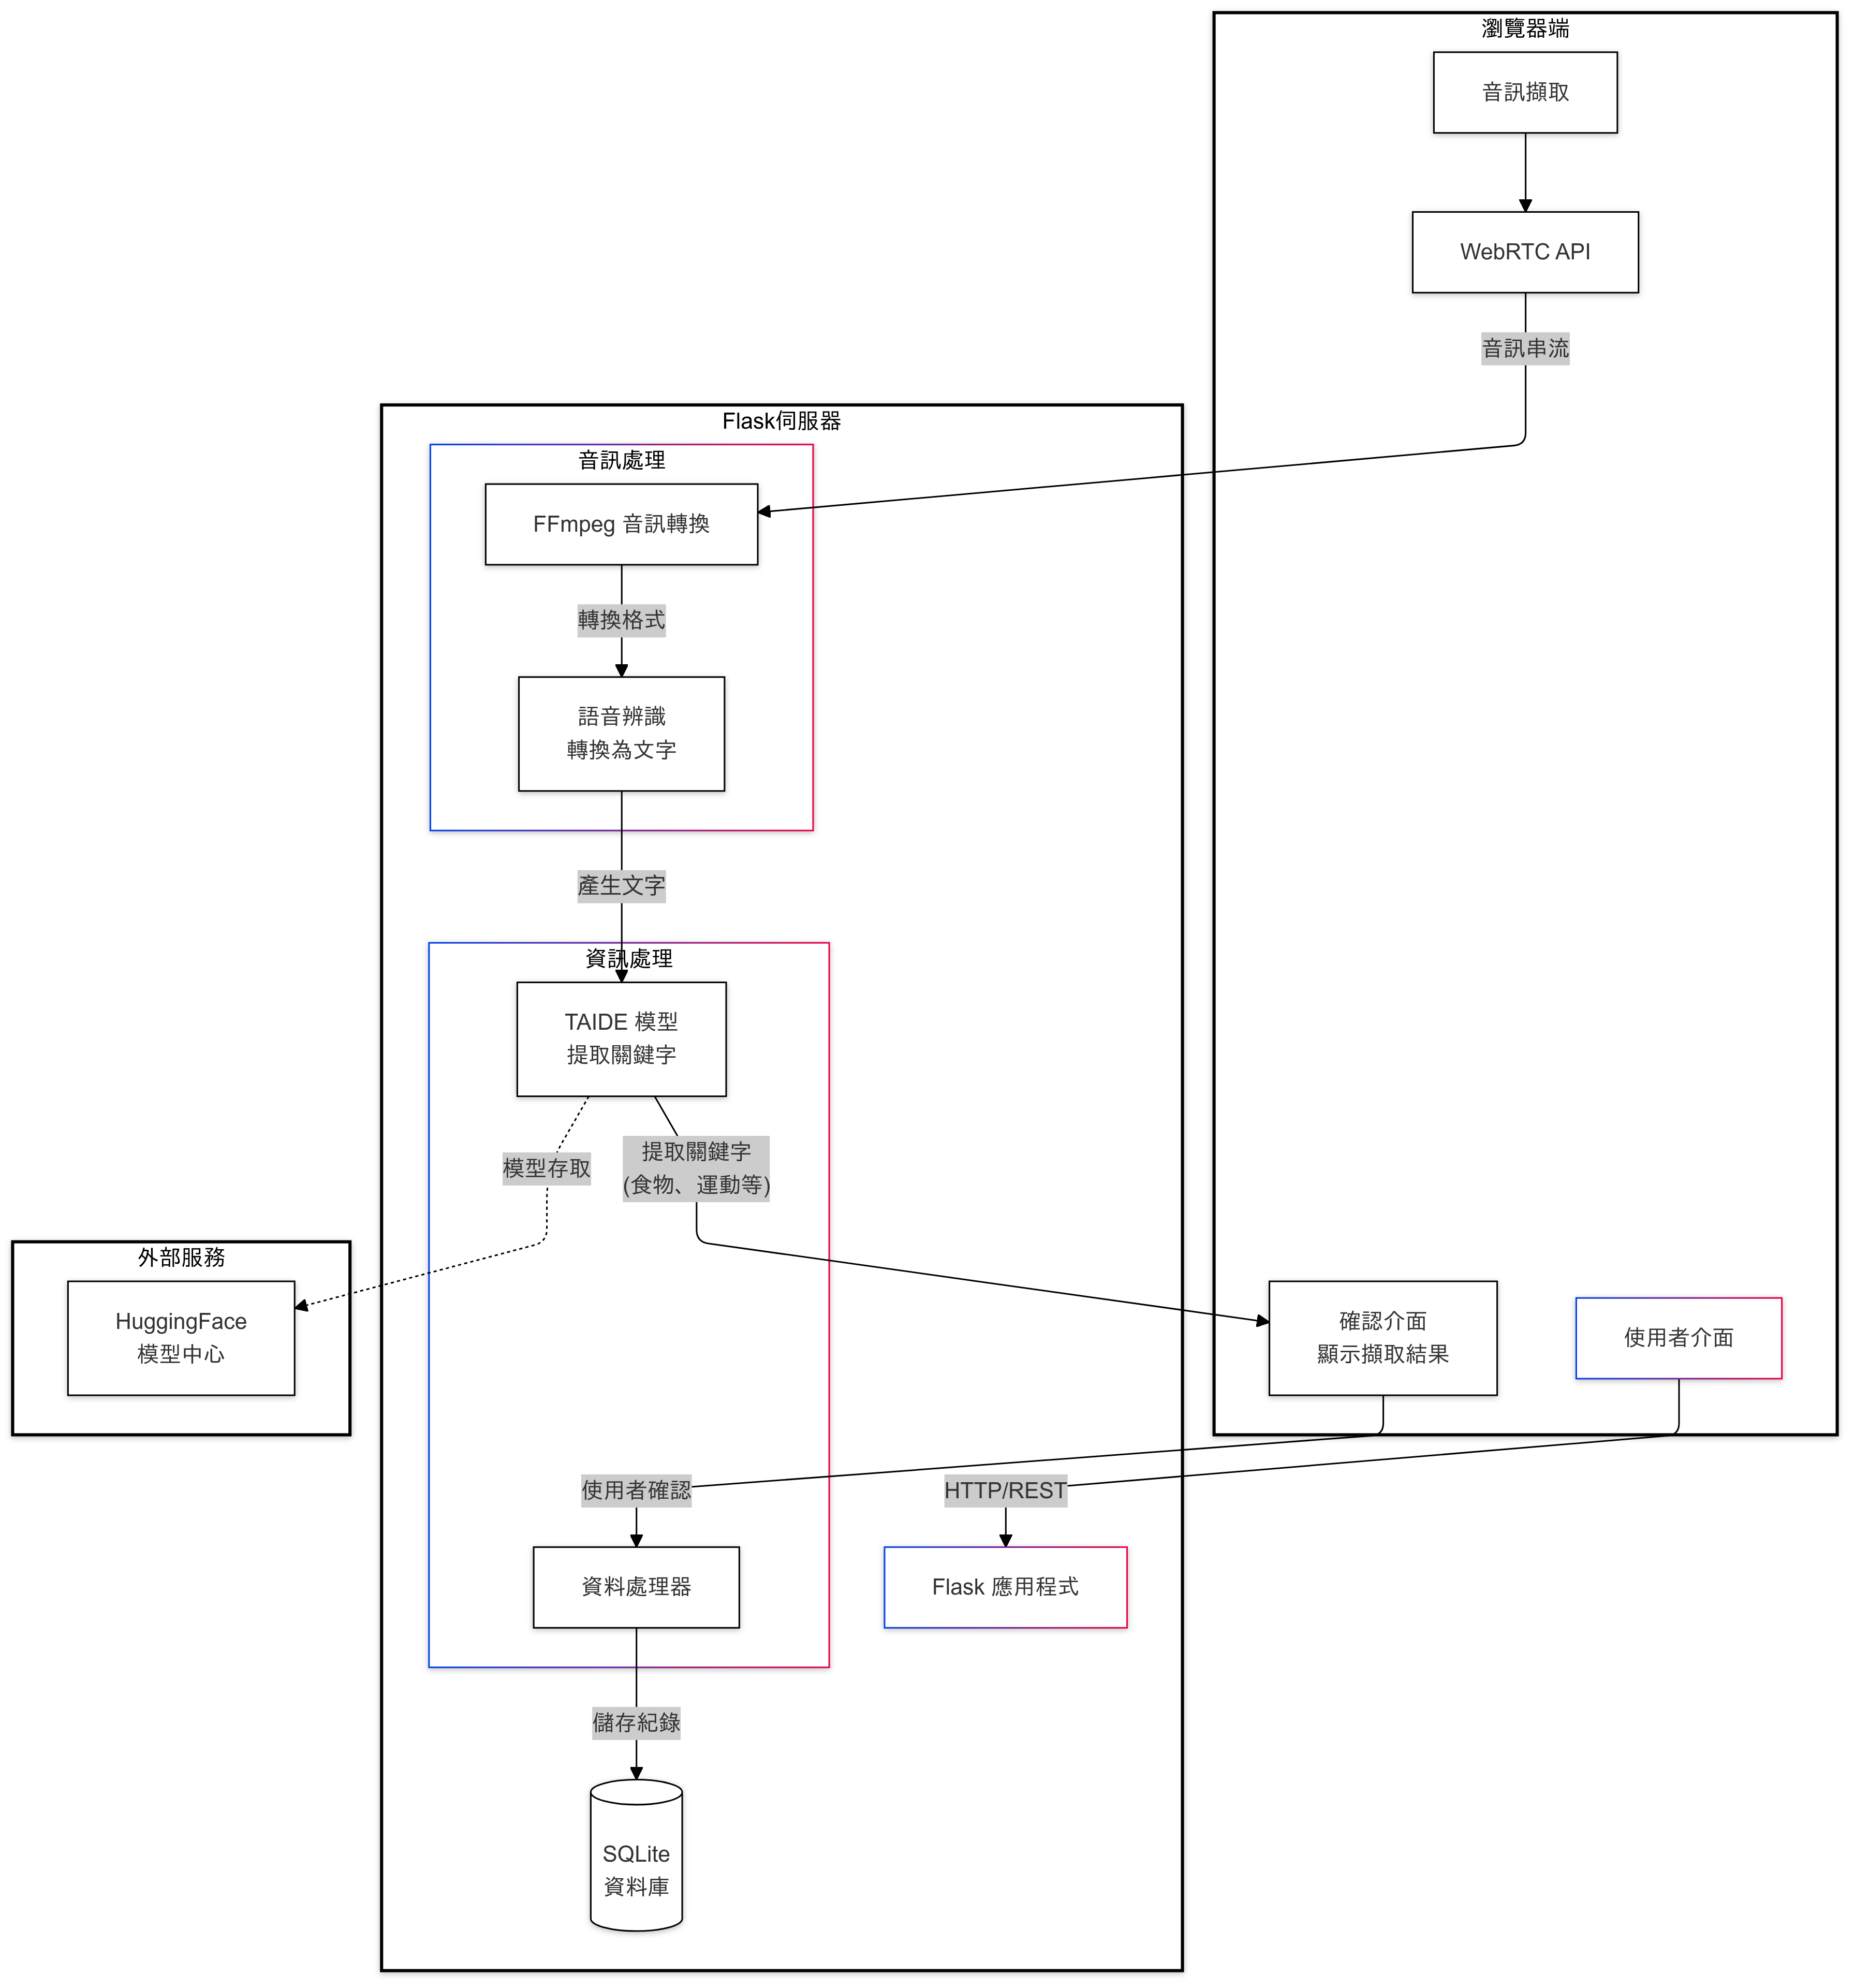 瀏覽器端
音訊擷取
WebRTC API
音訊串流
Flask伺服器
音訊處理
FFmpeg 音訊轉換
轉換格式
語音辨識
轉換為文字
產生文字
資訊處理
TAIDE 模型
提取關鍵字
模型存取
提取關鍵字
(食物、運動等)
外部服務
HuggingFace
模型中心
確認介面
顯示擷取結果
使用者介面
使用者確認
HTTP/REST
資料處理器
Flask 應用程式
儲存紀錄
SQLite
資料庫